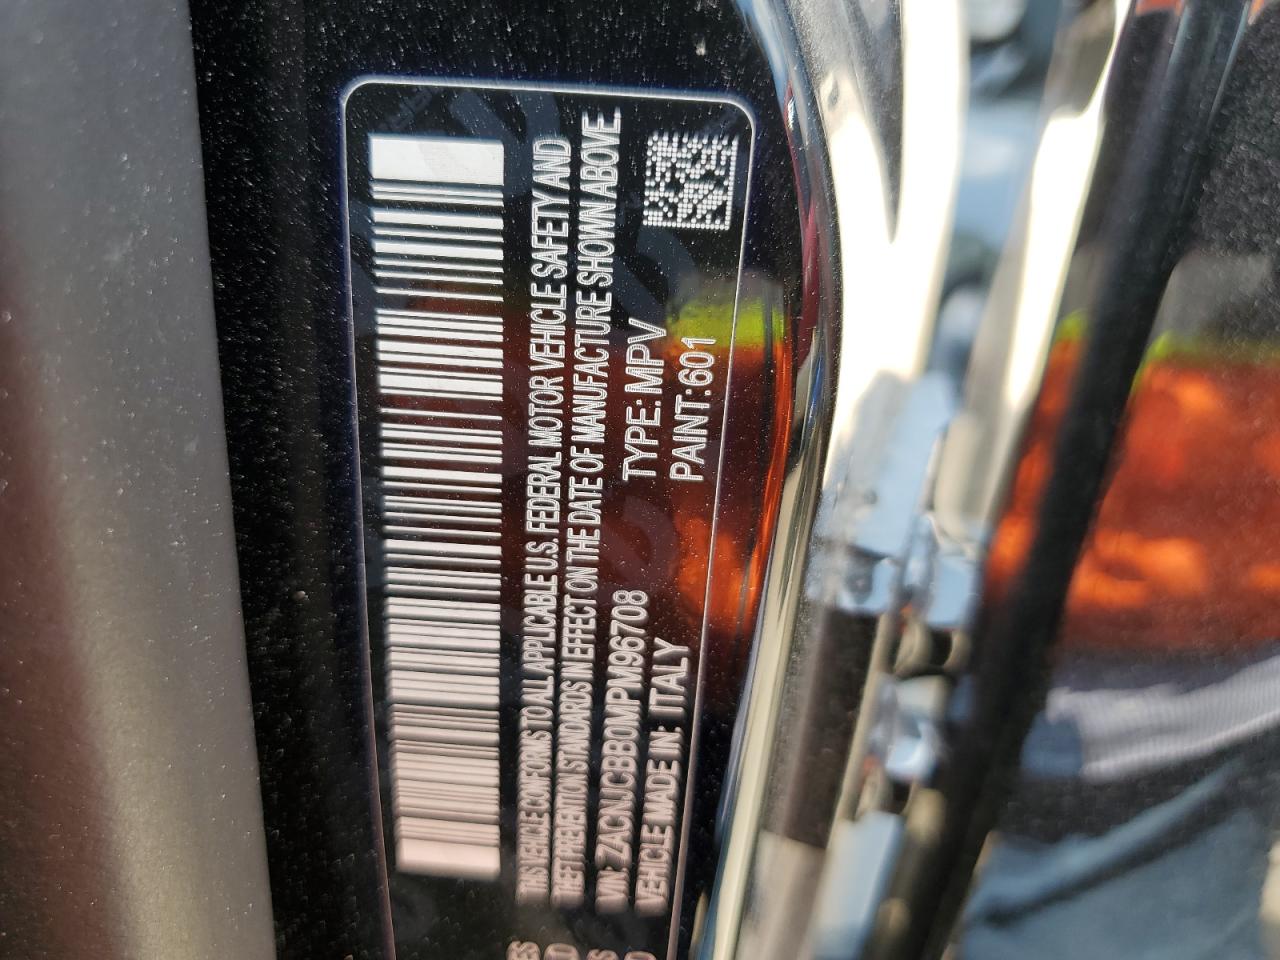 THIS VEHICLE CONFORMS TO ALL APPLICABLE U.S. FEDERAL MOTOR VEHICLE SAFETY AND
THEFT PREVENTION STANDARDS IN EFFECT ON THE DATE OF MANUFACTURE SHOWN ABOVE.
VIN: ZACNJCBB0MPM96708 TYPE: MPV
VEHICLE MADE IN: ITALY PAINT:601